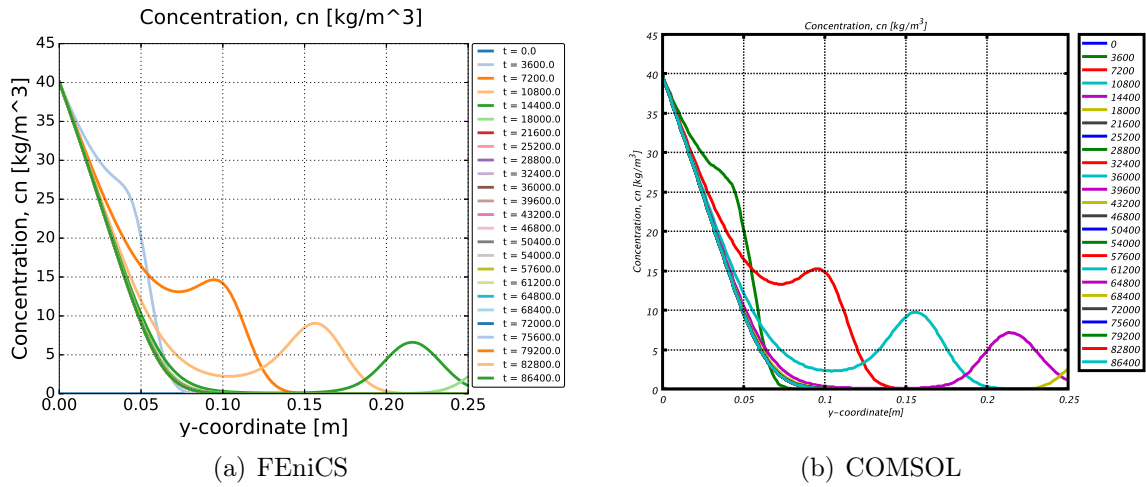 Concentration, cn [kg/m^3]
Concentration, cn [kg/m^3]
45
40
35
30
25
20
15
10
5
0
0.00 0.05 0.10 0.15 0.20 0.25
y-coordinate [m]
t = 0.0
t = 3600.0
t = 7200.0
t = 10800.0
t = 14400.0
t = 18000.0
t = 21600.0
t = 25200.0
t = 28800.0
t = 32400.0
t = 36000.0
t = 39600.0
t = 43200.0
t = 46800.0
t = 50400.0
t = 54000.0
t = 57600.0
t = 61200.0
t = 64800.0
t = 68400.0
t = 72000.0
t = 75600.0
t = 79200.0
t = 82800.0
t = 86400.0
(a) FEniCS
Concentration, cn [kg/m³]
Concentration, cn [kg/m³]
45
40
35
30
25
20
15
10
5
0
0 0.05 0.1 0.15 0.2 0.25
y-coordinate[m]
0
3600
7200
10800
14400
18000
21600
25200
28800
32400
36000
39600
43200
46800
50400
54000
57600
61200
64800
68400
72000
75600
79200
82800
86400
(b) COMSOL